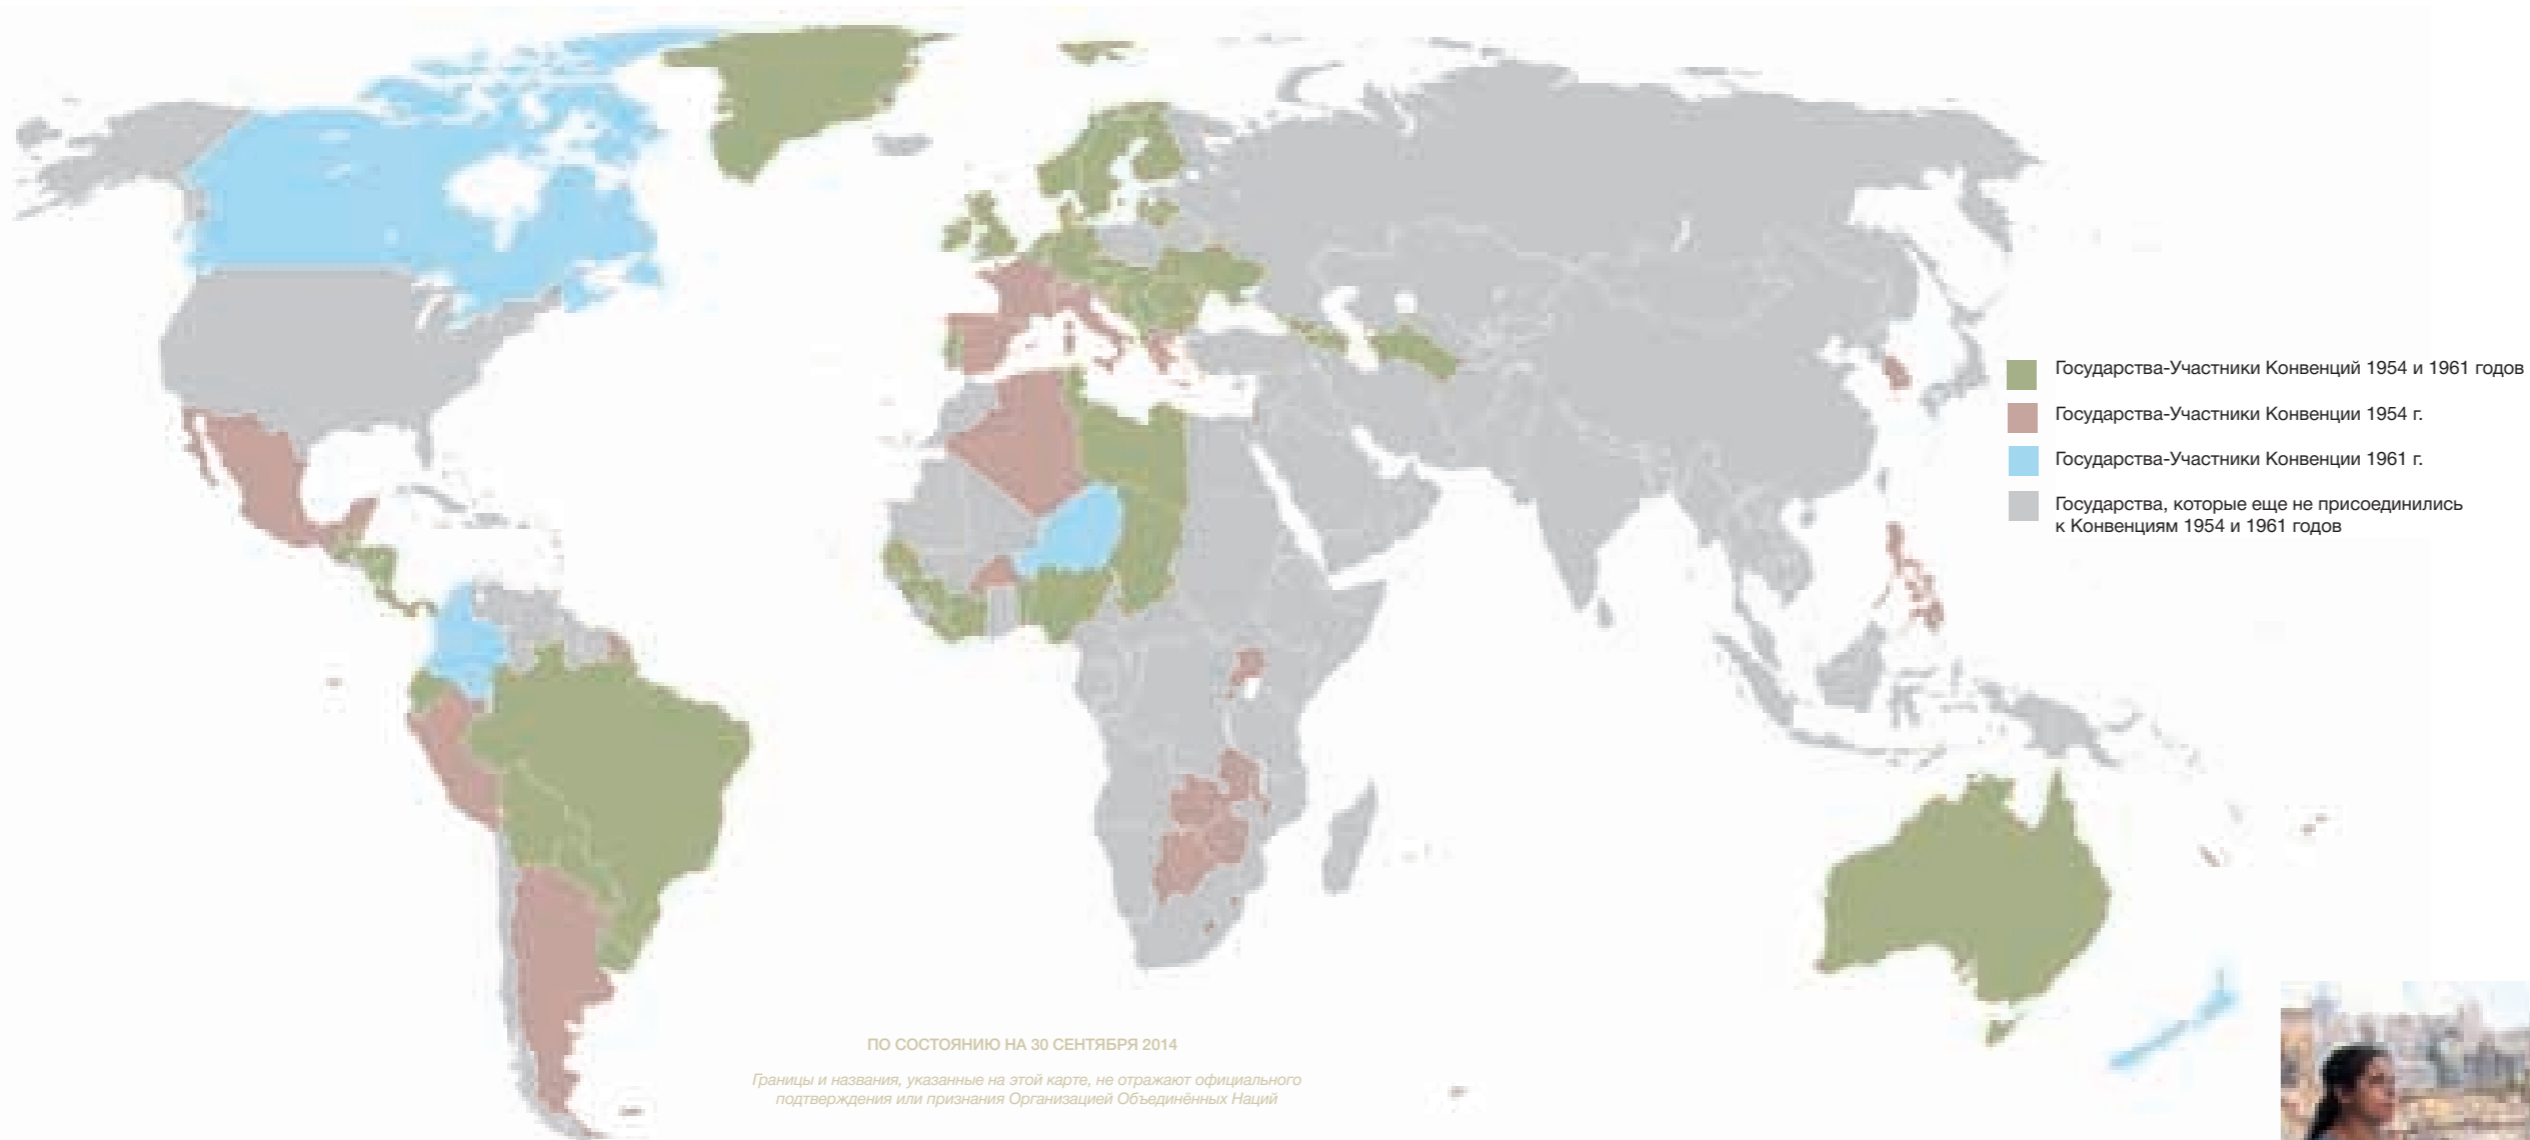 Государства-Участники Конвенций 1954 и 1961 годов
Государства-Участники Конвенции 1954 г.
Государства-Участники Конвенции 1961 г.
Государства, которые еще не присоединились
к Конвенциям 1954 и 1961 годов
ПО СОСТОЯНИЮ НА 30 СЕНТЯБРЯ 2014
Границы и названия, указанные на этой карте, не отражают официального
подтверждения или признания Организацией Объединённых Наций